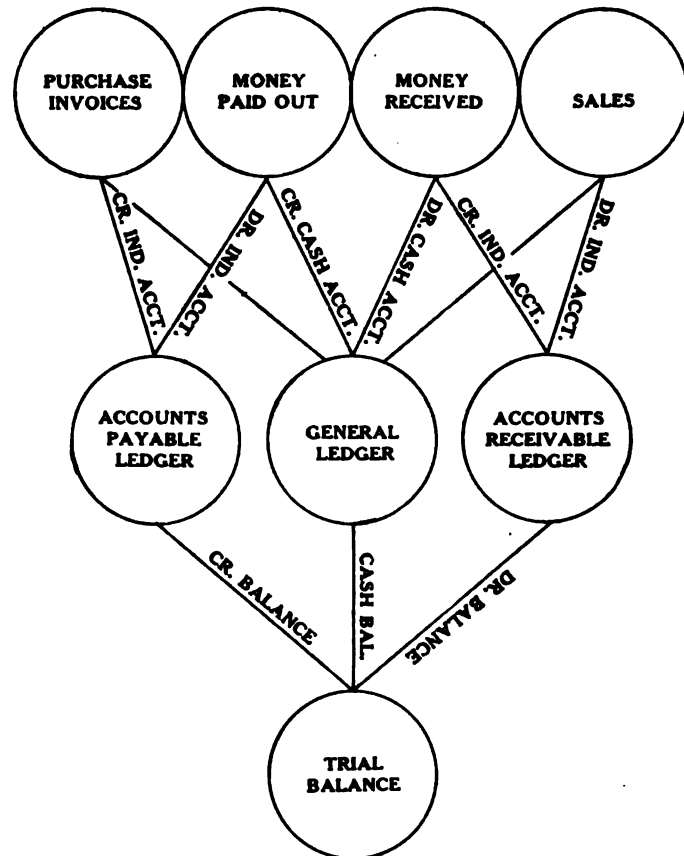 PURCHASE
INVOICES
MONEY
PAID OUT
MONEY
RECEIVED
SALES
CR. IND. ACCT.
DR. IND. ACCT.
CR. CASH ACCT.
DR. CASH ACCT.
CR. IND. ACCT.
DR. IND. ACCT.
ACCOUNTS
PAYABLE
LEDGER
GENERAL
LEDGER
ACCOUNTS
RECEIVABLE
LEDGER
CR. BALANCE
CASH BAL.
DR. BALANCE
TRIAL
BALANCE